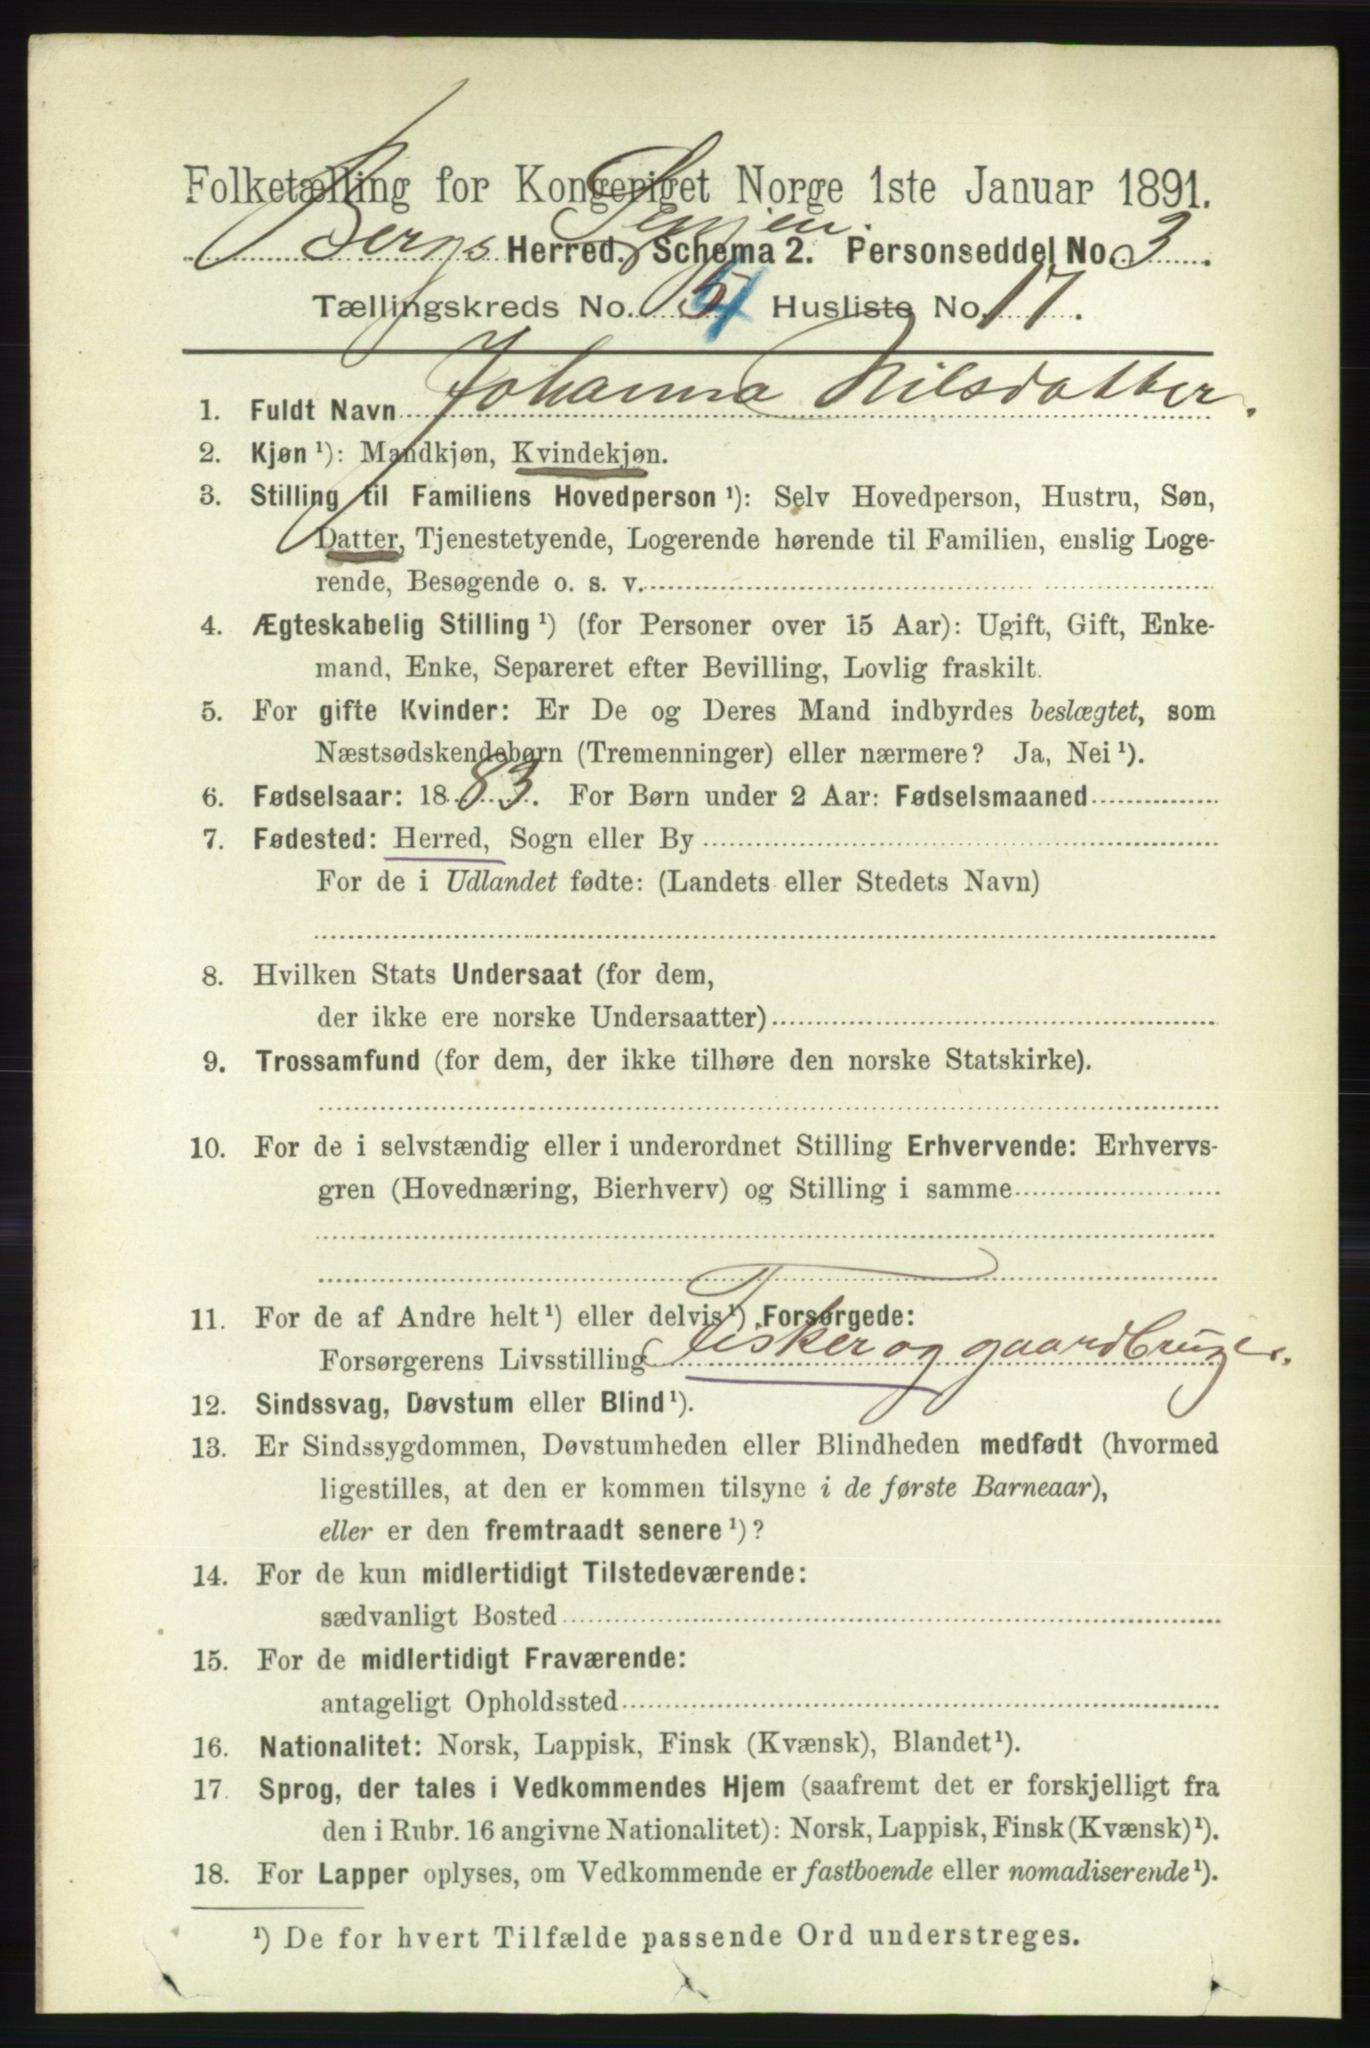 Folketælling for Kongeriget Norge 1ste Januar 1891.
Bergs Senjen.
Herred. Schema 2. Personseddel No. 3.
Tællingskreds No. 5 4 Husliste No. 17.
1. Fuldt Navn Johanna Nilsdatter.
2. Kjøn ¹): Mandkjøn, Kvindekjøn.
3. Stilling til Familiens Hovedperson ¹): Selv Hovedperson, Hustru, Søn,
Datter, Tjenestetyende, Logerende hørende til Familien, enslig Loge-
rende, Besøgende o. s. v.
4. Ægteskabelig Stilling ¹) (for Personer over 15 Aar): Ugift, Gift, Enke-
mand, Enke, Separeret efter Bevilling, Lovlig fraskilt.
5. For gifte Kvinder: Er De og Deres Mand indbyrdes beslægtet, som
Næstsødskendebørn (Tremenninger) eller nærmere? Ja, Nei ¹).
6. Fødselsaar: 1883. For Børn under 2 Aar: Fødselsmaaned
7. Fødested: Herred, Sogn eller By
For de i Udlandet fødte: (Landets eller Stedets Navn)
8. Hvilken Stats Undersaat (for dem,
der ikke ere norske Undersaatter)
9. Trossamfund (for dem, der ikke tilhøre den norske Statskirke).
10. For de i selvstændig eller i underordnet Stilling Erhvervende: Erhvervs-
gren (Hovednæring, Bierhverv) og Stilling i samme
11. For de af Andre helt ¹) eller delvis ¹) Forsørgede:
Forsørgerens Livsstilling Fisker og gaardbruger.
12. Sindssvag, Døvstum eller Blind ¹).
13. Er Sindssygdommen, Døvstumheden eller Blindheden medfødt (hvormed
ligestilles, at den er kommen tilsyne i de første Barneaar),
eller er den fremtraadt senere ¹)?
14. For de kun midlertidigt Tilstedeværende:
sædvanligt Bosted
15. For de midlertidigt Fraværende:
antageligt Opholdssted
16. Nationalitet: Norsk, Lappisk, Finsk (Kvænsk), Blandet ¹).
17. Sprog, der tales i Vedkommendes Hjem (saafremt det er forskjelligt fra
den i Rubr. 16 angivne Nationalitet): Norsk, Lappisk, Finsk (Kvænsk) ¹).
18. For Lapper oplyses, om Vedkommende er fastboende eller nomadiserende ¹).
¹) De for hvert Tilfælde passende Ord understreges.